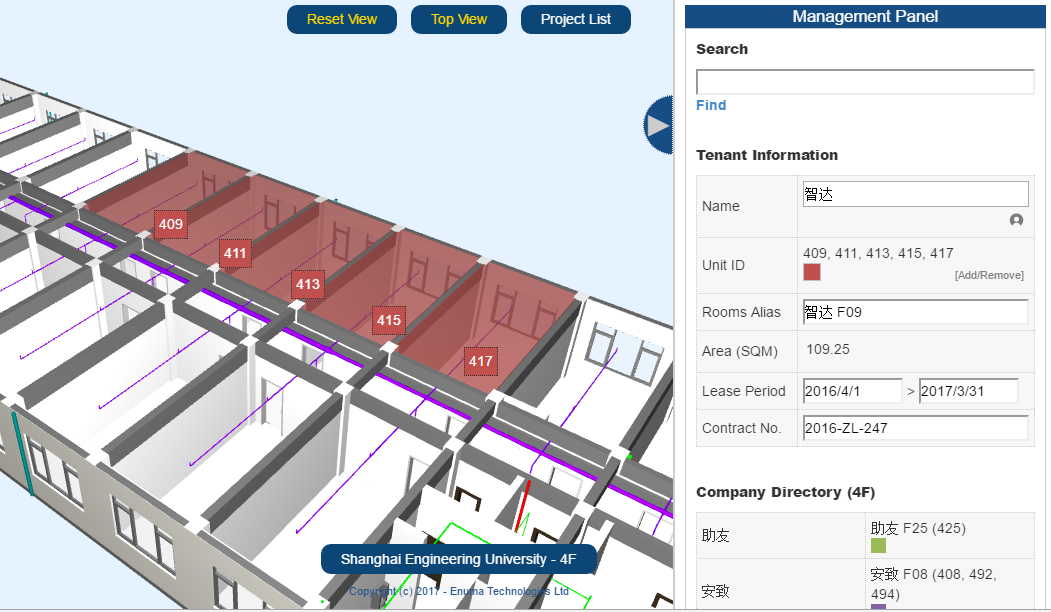 Reset View
Top View
Project List
409
411
413
415
417
Shanghai Engineering University - 4F
Copyright (c) 2017 - Enuma Technologies Ltd
Management Panel
Search
Find
Tenant Information
Name
智达
Unit ID
409, 411, 413, 415, 417
[Add/Remove]
Rooms Alias
智达 F09
Area (SQM)
109.25
Lease Period
2016/4/1 > 2017/3/31
Contract No.
2016-ZL-247
Company Directory (4F)
助友
助友 F25 (425)
安致
安致 F08 (408, 492,
494)